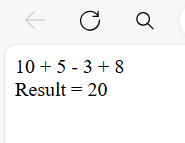 10 + 5 - 3 + 8
Result = 20